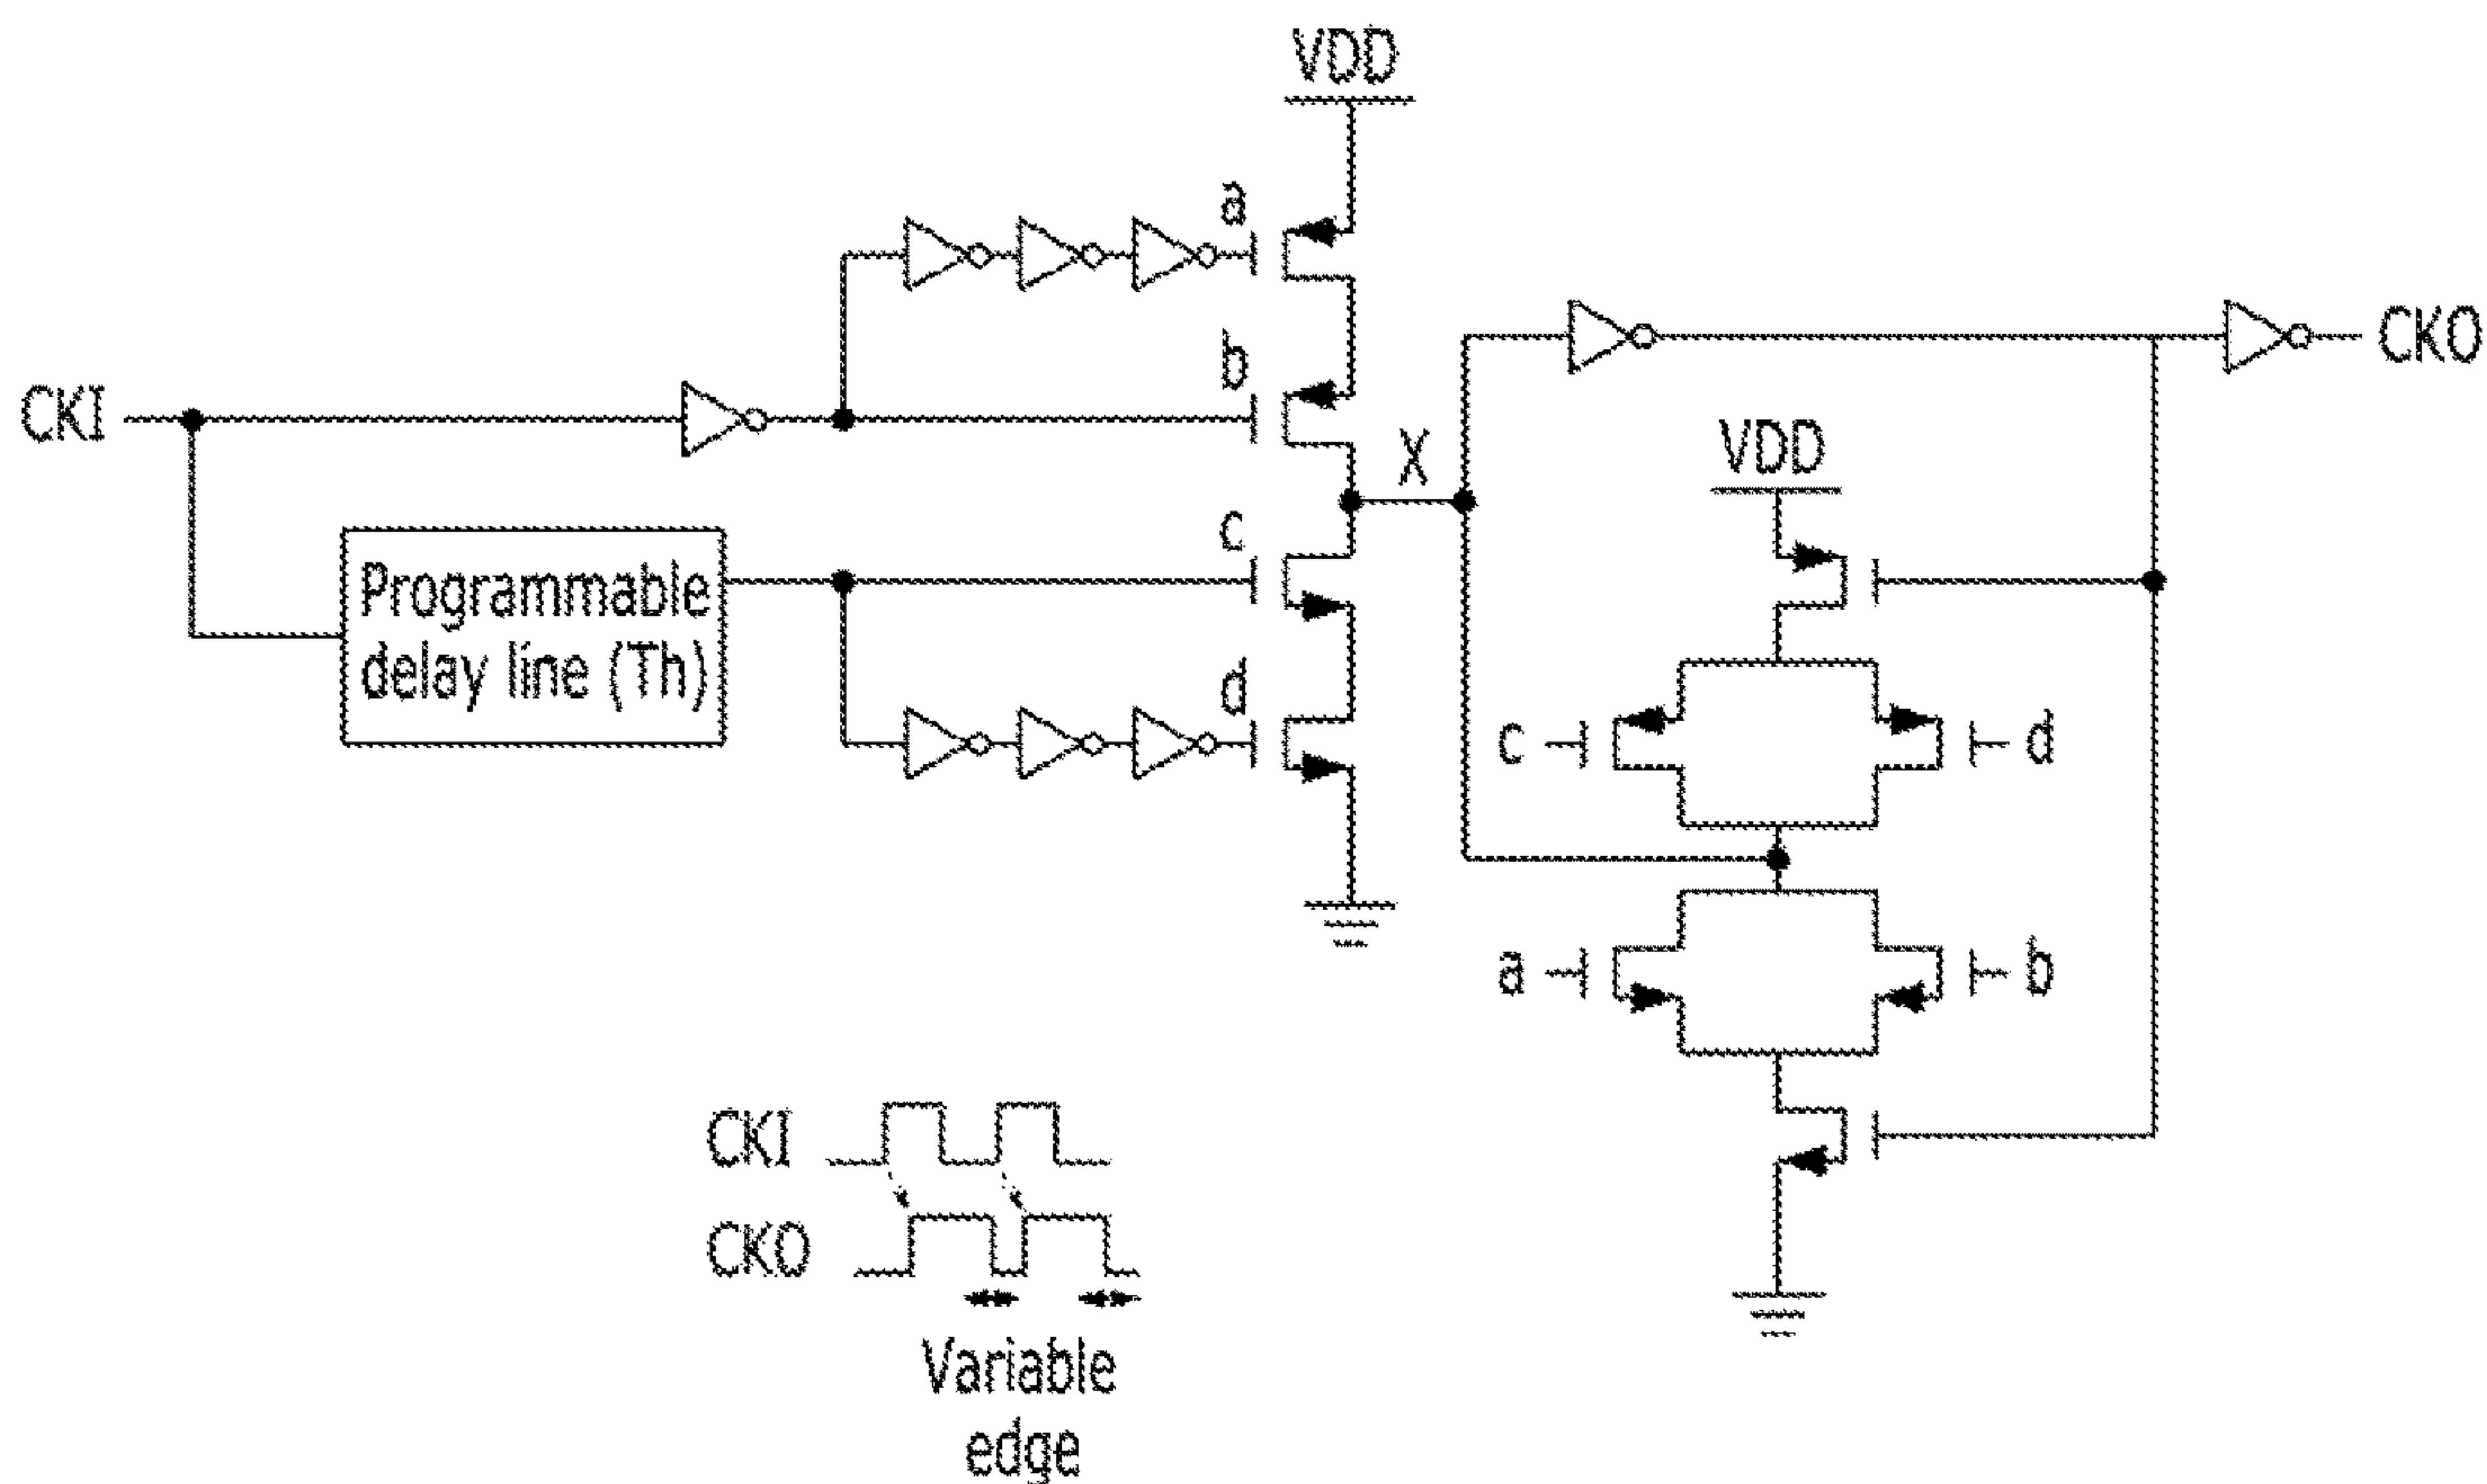 VDD
a
b
CKI
CKO
X
VDD
c
Programmable
delay line (Th)
d
c
d
a
b
CKI
CKO
Variable
edge